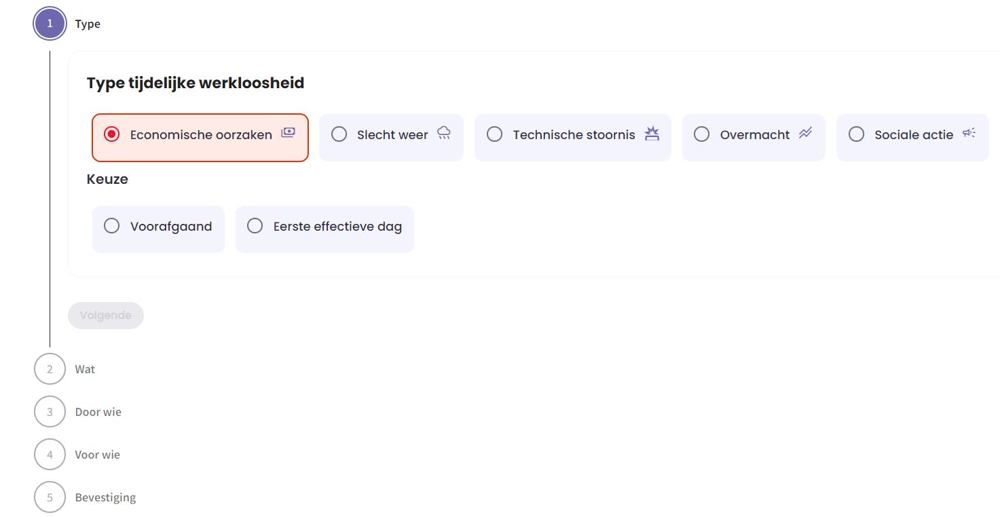 1 Type
Type tijdelijke werkloosheid
Economische oorzaken Slecht weer Technische stoornis Overmacht Sociale actie
Keuze
Voorafgaand Eerste effectieve dag
Volgende
2 Wat
3 Door wie
4 Voor wie
5 Bevestiging